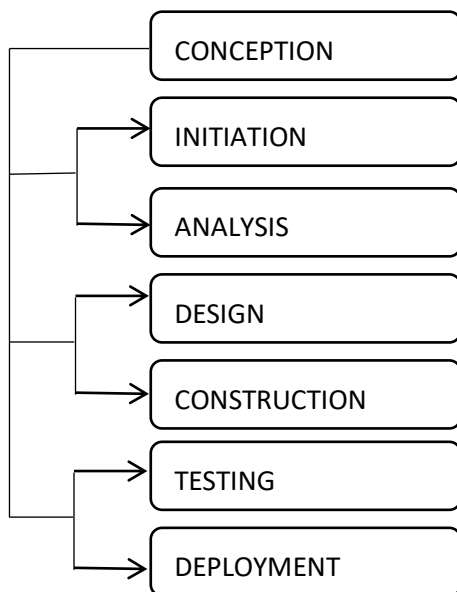 CONCEPTION
INITIATION
ANALYSIS
DESIGN
CONSTRUCTION
TESTING
DEPLOYMENT